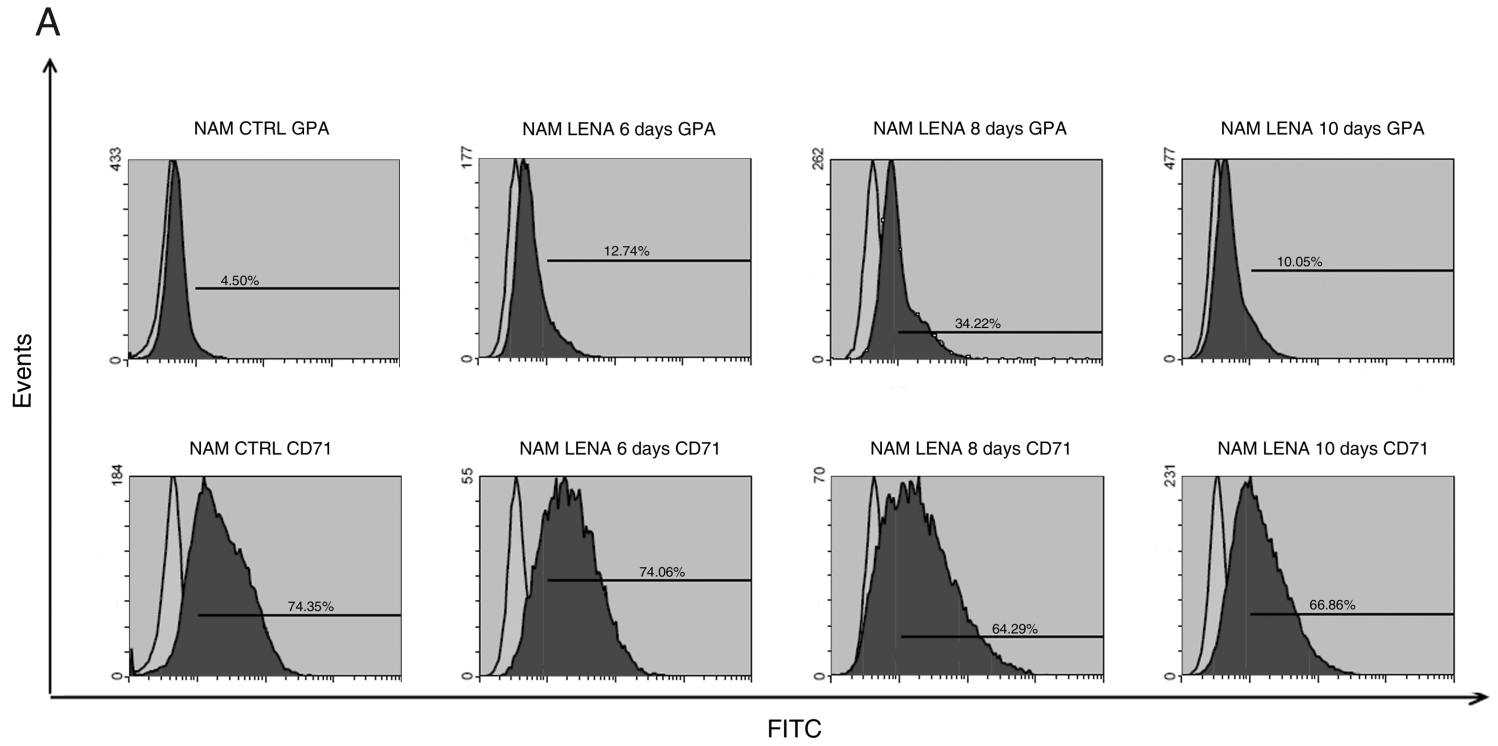 A
NAM CTRL GPA
NAM LENA 6 days GPA
NAM LENA 8 days GPA
NAM LENA 10 days GPA
433
0
4.50%
177
0
12.74%
262
0
34.22%
477
0
10.05%
Events
NAM CTRL CD71
NAM LENA 6 days CD71
NAM LENA 8 days CD71
NAM LENA 10 days CD71
184
0
74.35%
55
0
74.06%
70
0
64.29%
231
0
66.86%
FITC